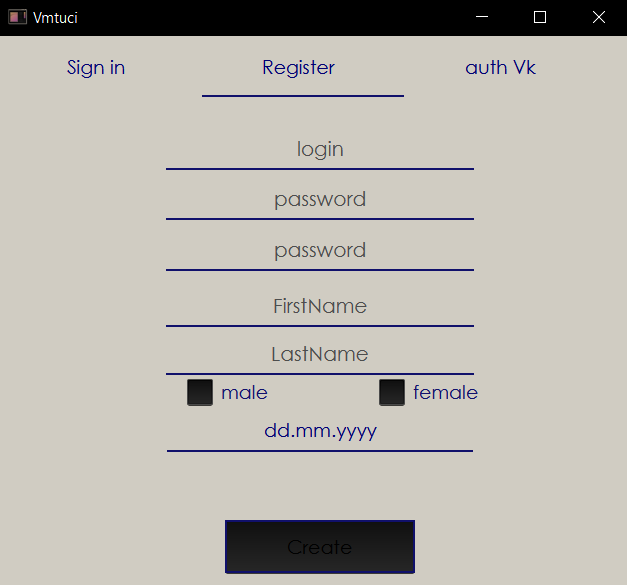 Vmtuci
Sign in Register auth Vk
login
password
password
FirstName
LastName
male female
dd.mm.yyyy
Create